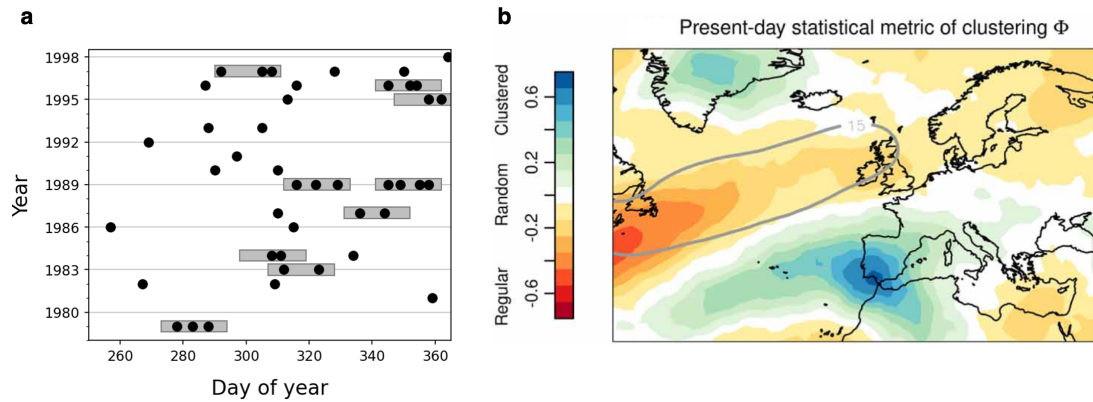 a
1998
1995
1992
1989
1986
1983
1980
Year
260 280 300 320 340 360
Day of year
b
Present-day statistical metric of clustering Φ
Clustered
Random
Regular
0.6
0.2
-0.2
-0.6
15